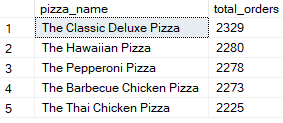 pizza_name total_orders
1 The Classic Deluxe Pizza 2329
2 The Hawaiian Pizza 2280
3 The Pepperoni Pizza 2278
4 The Barbecue Chicken Pizza 2273
5 The Thai Chicken Pizza 2225